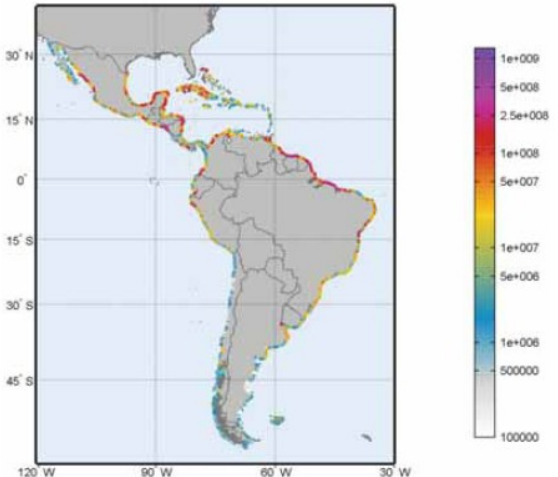 30° N
15° N
0°
15° S
30° S
45° S
120 W
90 W
60 W
30 W
1e+009
5e+008
2.5e+008
1e+008
5e+007
1e+007
5e+006
1e+006
500000
100000